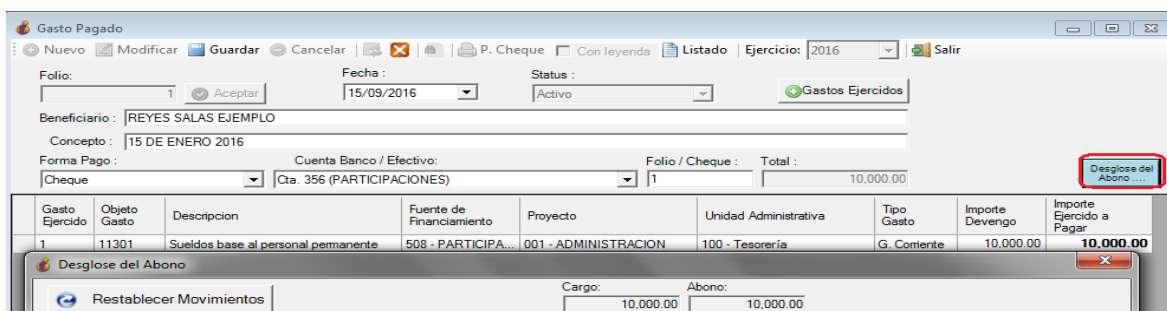 Gasto Pagado
Nuevo Modificar Guardar Cancelar P. Cheque Con leyenda Listado Ejercicio: 2016 Salir
Folio: Fecha : Status :
1 Aceptar 15/09/2016 Activo Gastos Ejercidos
Beneficiario : REYES SALAS EJEMPLO
Concepto : 15 DE ENERO 2016
Forma Pago : Cuenta Banco / Efectivo: Folio / Cheque : Total :
Cheque Cta. 356 (PARTICIPACIONES) 1 10,000.00
Desglose del
Abono ....
Gasto Ejercido Objeto Gasto Descripcion Fuente de Financiamiento Proyecto Unidad Administrativa Tipo Gasto Importe Devengo Importe Ejercido a Pagar
1 11301 Sueldos base al personal permanente 508 - PARTICIPA... 001 - ADMINISTRACION 100 - Tesorería G. Corriente 10,000.00 10,000.00
Desglose del Abono
Cargo: Abono:
Restablecer Movimientos 10,000.00 10,000.00